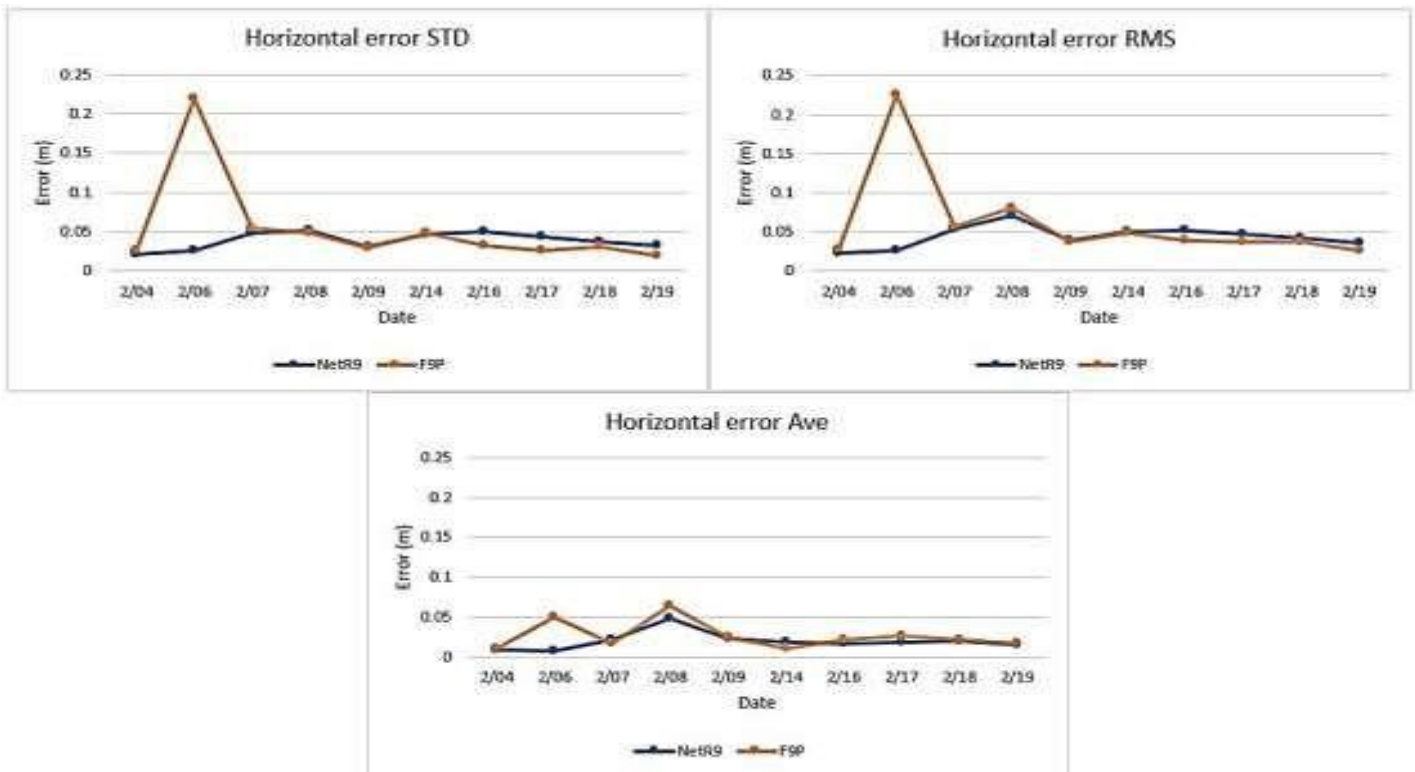 Horizontal error STD
0.25
0.2
0.15
0.1
0.05
0
Error (m)
2/04 2/06 2/07 2/08 2/09 2/14 2/16 2/17 2/18 2/19
Date
NetR9 F9P
Horizontal error RMS
0.25
0.2
0.15
0.1
0.05
0
Error (m)
2/04 2/06 2/07 2/08 2/09 2/14 2/16 2/17 2/18 2/19
Date
NetR9 F9P
Horizontal error Ave
0.25
0.2
0.15
0.1
0.05
0
Error (m)
2/04 2/06 2/07 2/08 2/09 2/14 2/16 2/17 2/18 2/19
Date
NetR9 F9P